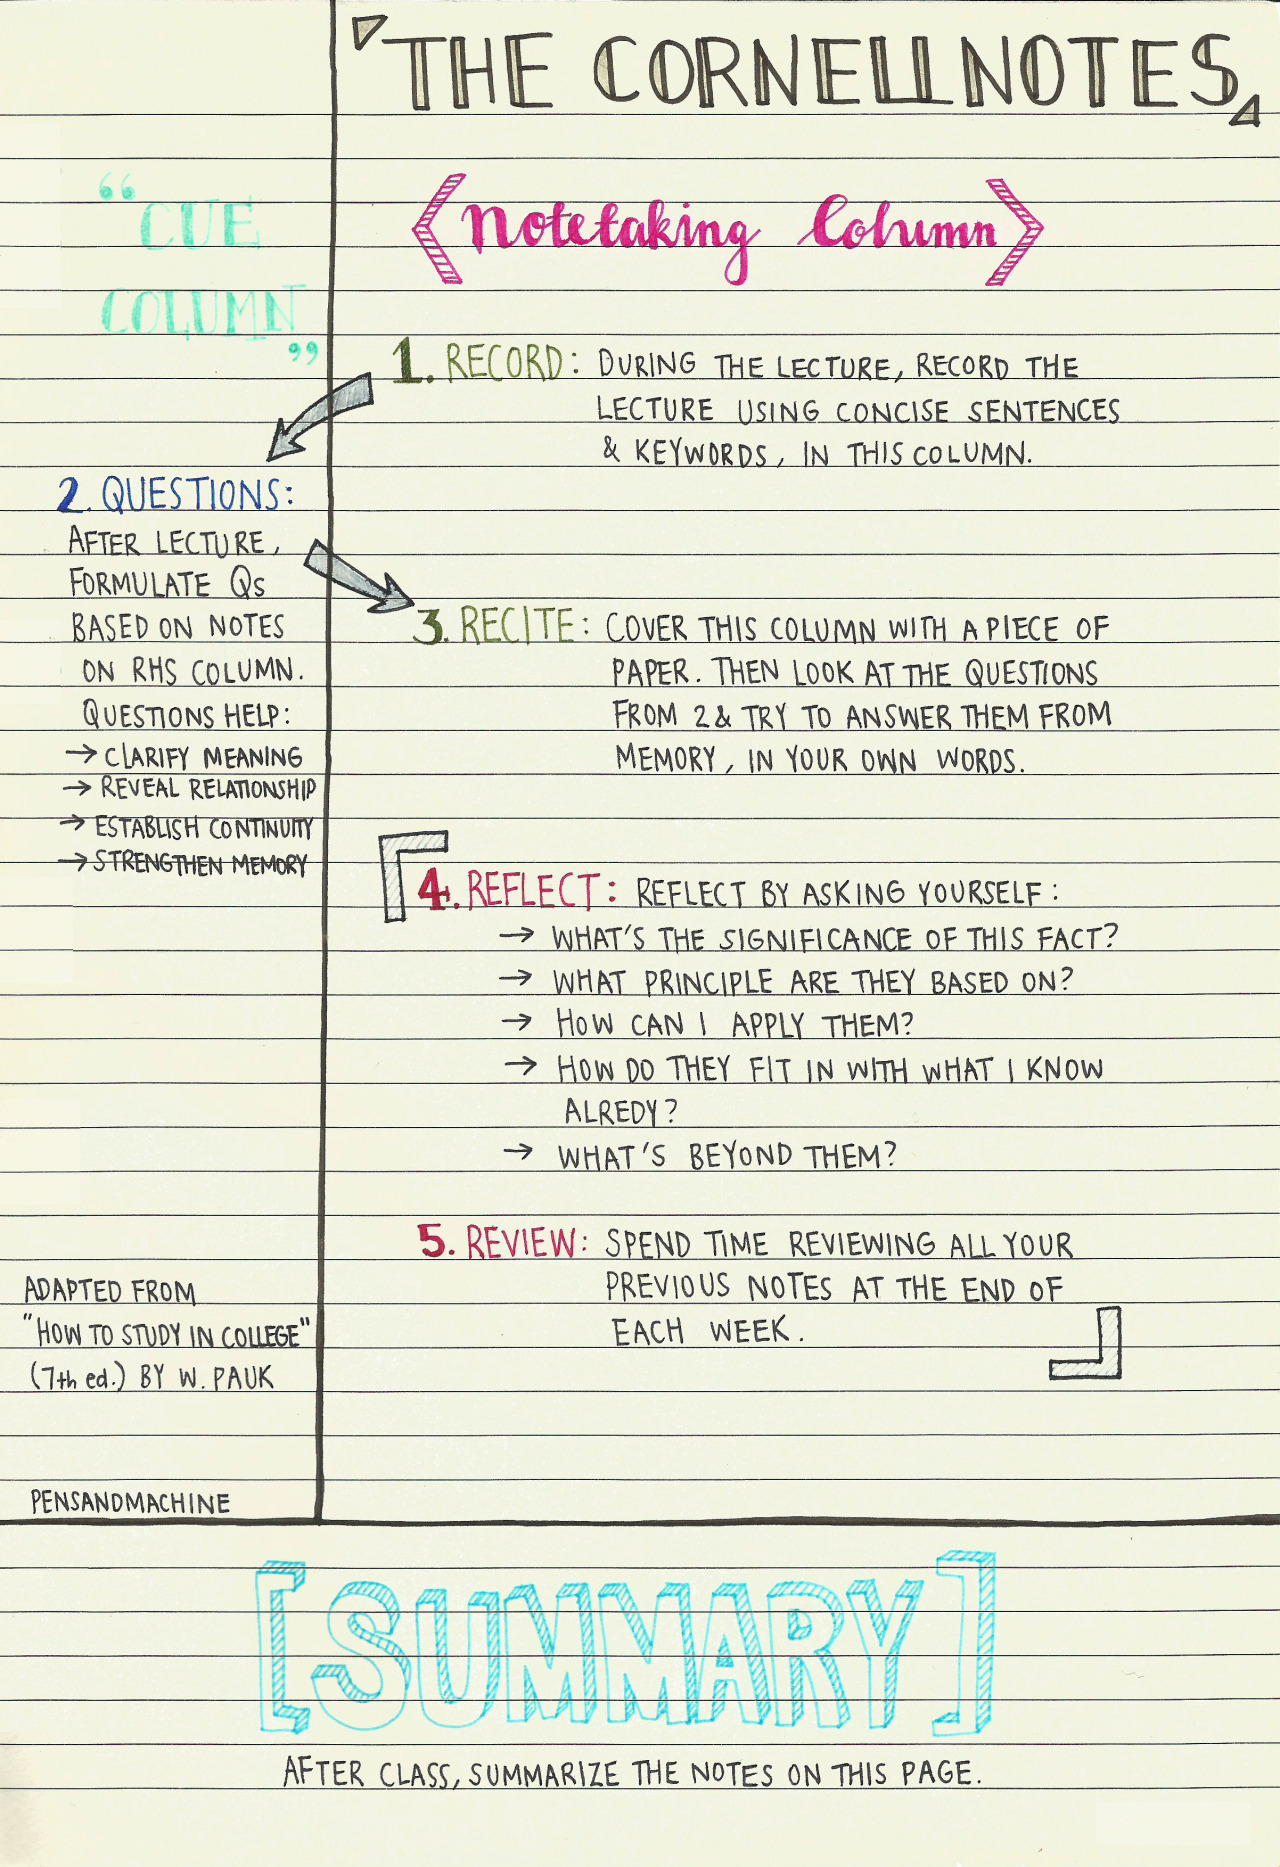 THE CORNELL NOTES
“CUE
COLUMN”
Notetaking Column
1. RECORD: DURING THE LECTURE, RECORD THE
LECTURE USING CONCISE SENTENCES
& KEYWORDS, IN THIS COLUMN.
2. QUESTIONS:
AFTER LECTURE,
FORMULATE Qs
BASED ON NOTES
ON RHS COLUMN.
QUESTIONS HELP:
→ CLARIFY MEANING
→ REVEAL RELATIONSHIP
→ ESTABLISH CONTINUITY
→ STRENGTHEN MEMORY
3. RECITE: COVER THIS COLUMN WITH A PIECE OF
PAPER. THEN LOOK AT THE QUESTIONS
FROM 2 & TRY TO ANSWER THEM FROM
MEMORY, IN YOUR OWN WORDS.
4. REFLECT: REFLECT BY ASKING YOURSELF:
→ WHAT'S THE SIGNIFICANCE OF THIS FACT?
→ WHAT PRINCIPLE ARE THEY BASED ON?
→ HOW CAN I APPLY THEM?
→ HOW DO THEY FIT IN WITH WHAT I KNOW
ALREDY?
→ WHAT'S BEYOND THEM?
5. REVIEW: SPEND TIME REVIEWING ALL YOUR
PREVIOUS NOTES AT THE END OF
EACH WEEK.
ADAPTED FROM
"HOW TO STUDY IN COLLEGE"
(7th ed.) BY W. PAUK
PENSANDMACHINE
[SUMMARY]
AFTER CLASS, SUMMARIZE THE NOTES ON THIS PAGE.